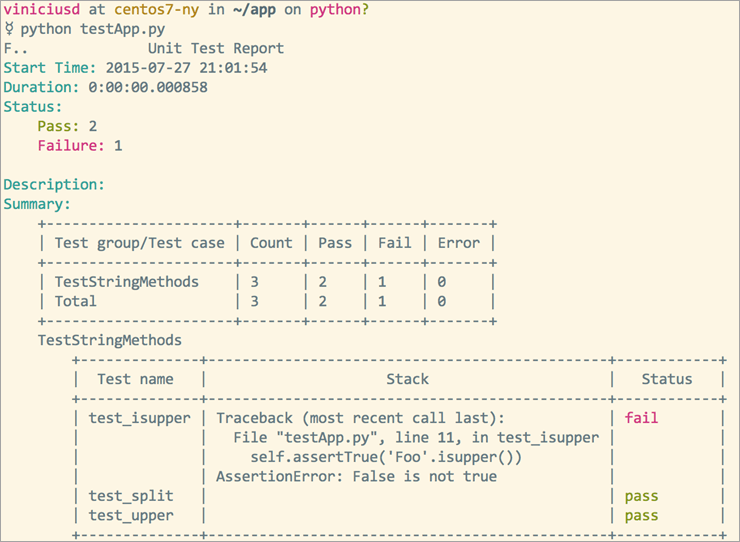 viniciusd at centos7-ny in ~/app on python?
☿ python testApp.py
F..              Unit Test Report
Start Time: 2015-07-27 21:01:54
Duration: 0:00:00.000858
Status:
    Pass: 2
    Failure: 1

Description:
Summary:
    +----------------------+-------+------+------+-------+
    | Test group/Test case | Count | Pass | Fail | Error |
    +----------------------+-------+------+------+-------+
    | TestStringMethods    | 3     | 2    | 1    | 0     |
    | Total                | 3     | 2    | 1    | 0     |
    +----------------------+-------+------+------+-------+
    TestStringMethods
        +--------------+-----------------------------------------------+------------+
        |  Test name   |                     Stack                     |   Status   |
        +--------------+-----------------------------------------------+------------+
        | test_isupper | Traceback (most recent call last):            | fail       |
        |              |   File "testApp.py", line 11, in test_isupper |            |
        |              |     self.assertTrue('Foo'.isupper())          |            |
        |              | AssertionError: False is not true             |            |
        | test_split   |                                               | pass       |
        | test_upper   |                                               | pass       |
        +--------------+-----------------------------------------------+------------+